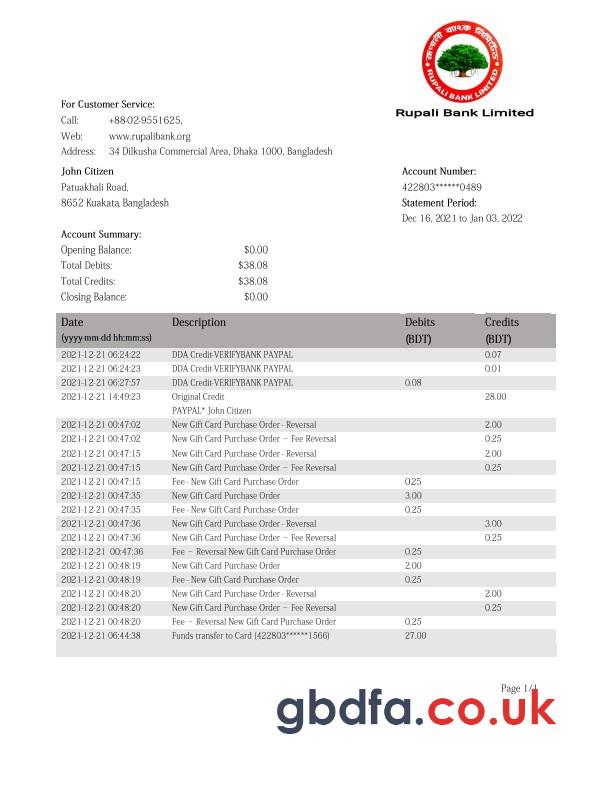 রূপালী ব্যাংক লিমিটেড
RUPALI BANK LIMITED
Rupali Bank Limited
For Customer Service:
Call: +88-02-9551625,
Web: www.rupalibank.org
Address: 34 Dilkusha Commercial Area, Dhaka 1000, Bangladesh
John Citizen Account Number:
Patuakhali Road, 422803******0489
8652 Kuakata, Bangladesh Statement Period:
Dec 16, 2021 to Jan 03, 2022
Account Summary:
Opening Balance: $0.00
Total Debits: $38.08
Total Credits: $38.08
Closing Balance: $0.00
Date Description Debits Credits
(yyyy-mm-dd hh:mm:ss) (BDT) (BDT)
2021-12-21 06:24:22 DDA Credit-VERIFYBANK PAYPAL 0.07
2021-12-21 06:24:23 DDA Credit-VERIFYBANK PAYPAL 0.01
2021-12-21 06:27:57 DDA Credit-VERIFYBANK PAYPAL 0.08
2021-12-21 14:49:23 Original Credit 28.00
PAYPAL* John Citizen
2021-12-21 00:47:02 New Gift Card Purchase Order - Reversal 2.00
2021-12-21 00:47:02 New Gift Card Purchase Order – Fee Reversal 0.25
2021-12-21 00:47:15 New Gift Card Purchase Order - Reversal 2.00
2021-12-21 00:47:15 New Gift Card Purchase Order – Fee Reversal 0.25
2021-12-21 00:47:15 Fee - New Gift Card Purchase Order 0.25
2021-12-21 00:47:35 New Gift Card Purchase Order 3.00
2021-12-21 00:47:35 Fee - New Gift Card Purchase Order 0.25
2021-12-21 00:47:36 New Gift Card Purchase Order - Reversal 3.00
2021-12-21 00:47:36 New Gift Card Purchase Order – Fee Reversal 0.25
2021-12-21 00:47:36 Fee – Reversal New Gift Card Purchase Order 0.25
2021-12-21 00:48:19 New Gift Card Purchase Order 2.00
2021-12-21 00:48:19 Fee - New Gift Card Purchase Order 0.25
2021-12-21 00:48:20 New Gift Card Purchase Order - Reversal 2.00
2021-12-21 00:48:20 New Gift Card Purchase Order – Fee Reversal 0.25
2021-12-21 00:48:20 Fee – Reversal New Gift Card Purchase Order 0.25
2021-12-21 06:44:38 Funds transfer to Card (422803******1566) 27.00
Page 1/1
gbdfa.co.uk